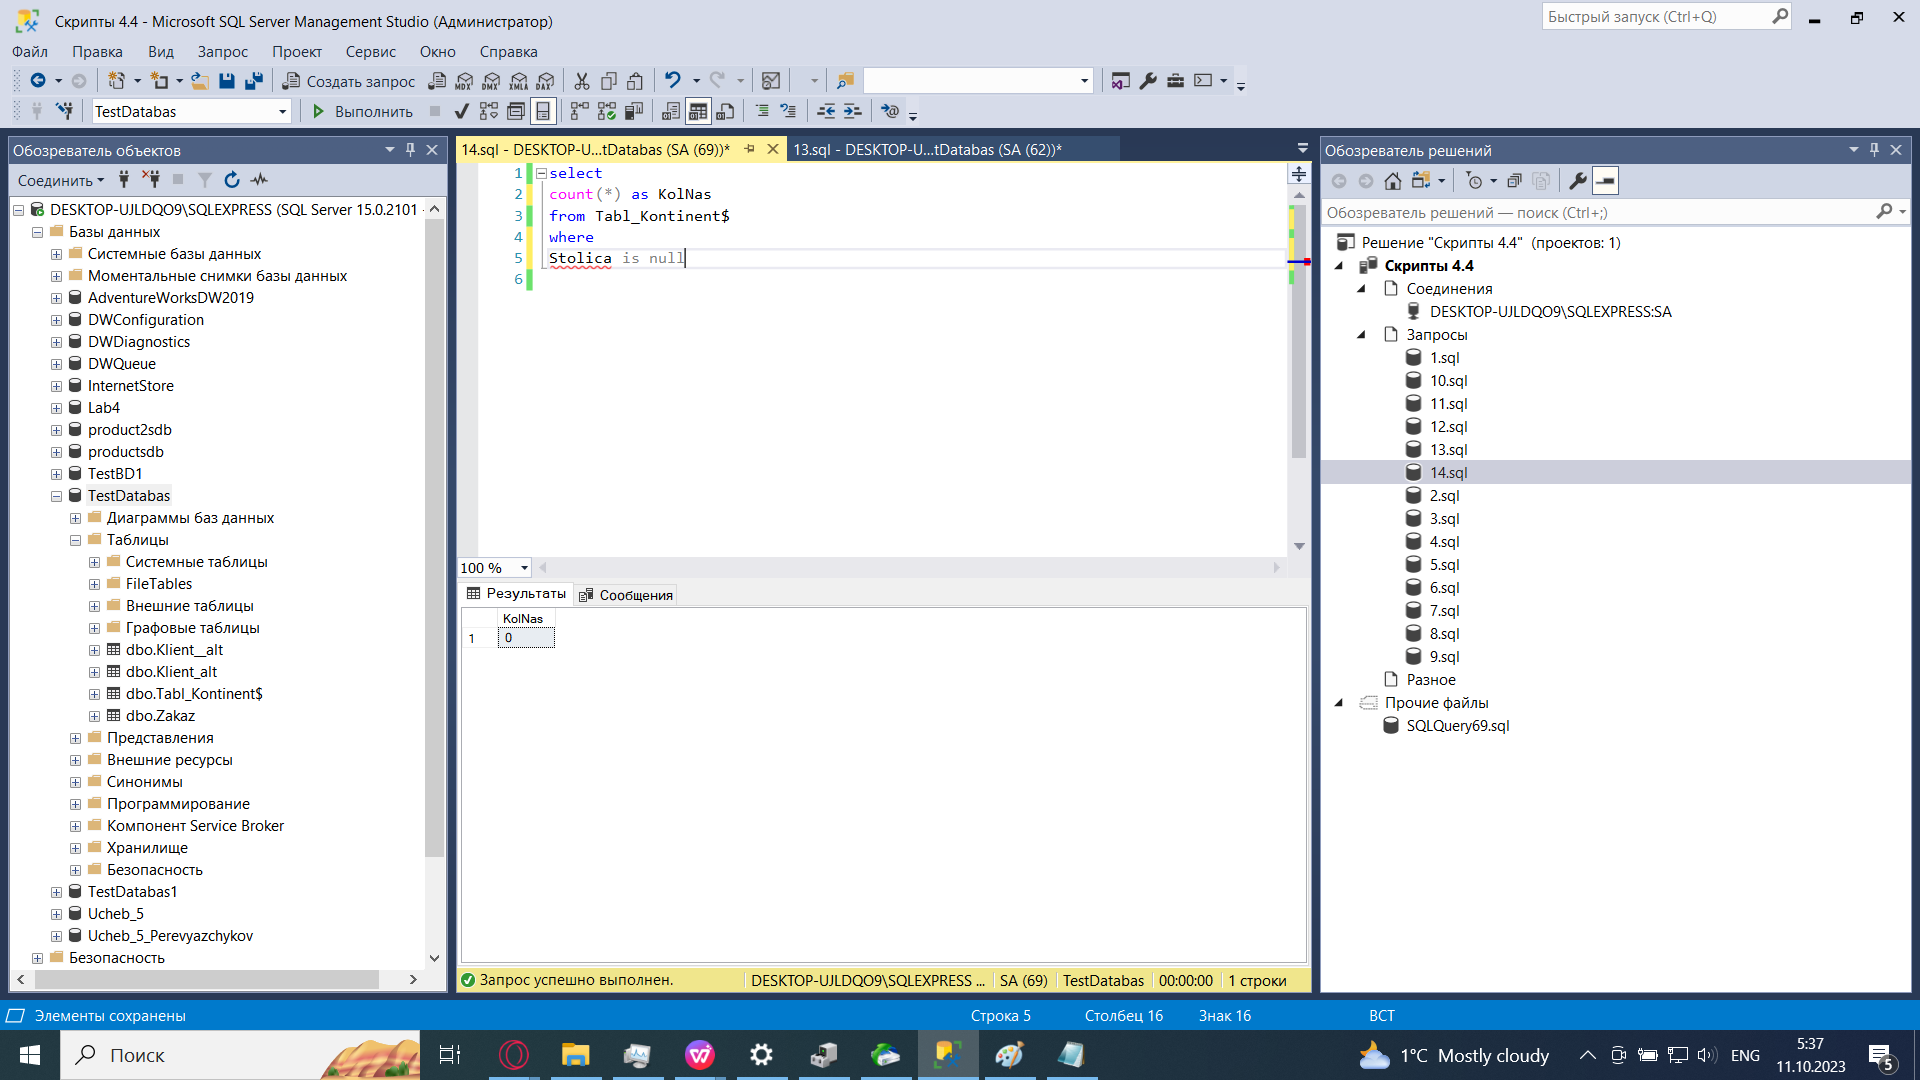 Скрипты 4.4 - Microsoft SQL Server Management Studio (Администратор)
Быстрый запуск (Ctrl+Q)
Файл Правка Вид Запрос Проект Сервис Окно Справка
Создать запрос
MDX DMX XMLA DAX
TestDatabas
Выполнить
Обозреватель объектов
Соединить
DESKTOP-UJLDQO9\SQLEXPRESS (SQL Server 15.0.2101 -
Базы данных
Системные базы данных
Моментальные снимки базы данных
AdventureWorksDW2019
DWConfiguration
DWDiagnostics
DWQueue
InternetStore
Lab4
product2sdb
productsdb
TestBD1
TestDatabas
Диаграммы баз данных
Таблицы
Системные таблицы
FileTables
Внешние таблицы
Графовые таблицы
dbo.Klient__alt
dbo.Klient_alt
dbo.Tabl_Kontinent$
dbo.Zakaz
Представления
Внешние ресурсы
Синонимы
Программирование
Компонент Service Broker
Хранилище
Безопасность
TestDatabas1
Ucheb_5
Ucheb_5_Perevyazchykov
Безопасность
14.sql - DESKTOP-U...tDatabas (SA (69))*
13.sql - DESKTOP-U...tDatabas (SA (62))*
1 select
2 count(*) as KolNas
3 from Tabl_Kontinent$
4 where
5 Stolica is null
6
100 %
Результаты Сообщения
KolNas
1 0
Запрос успешно выполнен.
DESKTOP-UJLDQO9\SQLEXPRESS ... SA (69) TestDatabas 00:00:00 1 строки
Обозреватель решений
Обозреватель решений — поиск (Ctrl+;)
Решение "Скрипты 4.4" (проектов: 1)
Скрипты 4.4
Соединения
DESKTOP-UJLDQO9\SQLEXPRESS:SA
Запросы
1.sql
10.sql
11.sql
12.sql
13.sql
14.sql
2.sql
3.sql
4.sql
5.sql
6.sql
7.sql
8.sql
9.sql
Разное
Прочие файлы
SQLQuery69.sql
Элементы сохранены
Строка 5 Столбец 16 Знак 16 ВСТ
Поиск
1°C Mostly cloudy
ENG
5:37
11.10.2023
5